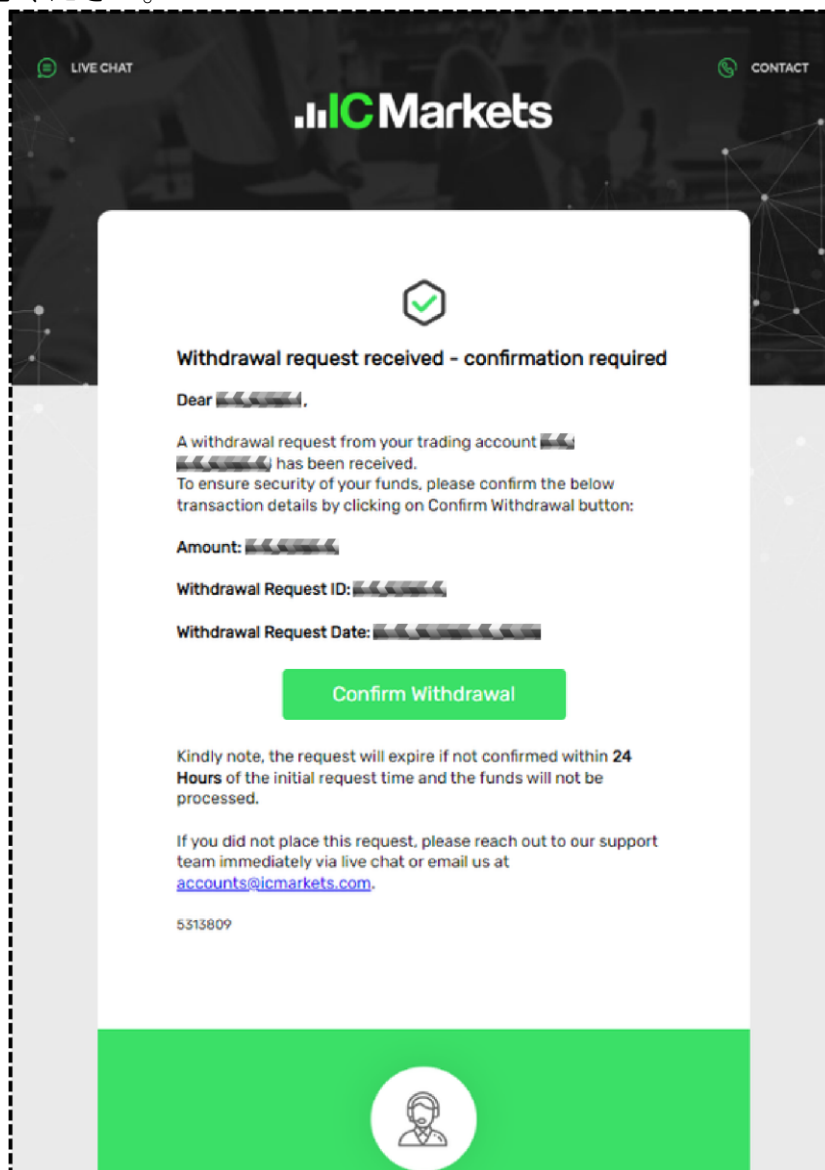 LIVE CHAT
CONTACT
IC Markets
Withdrawal request received - confirmation required
Dear ,
A withdrawal request from your trading account
has been received.
To ensure security of your funds, please confirm the below
transaction details by clicking on Confirm Withdrawal button:
Amount:
Withdrawal Request ID:
Withdrawal Request Date:
Confirm Withdrawal
Kindly note, the request will expire if not confirmed within 24
Hours of the initial request time and the funds will not be
processed.
If you did not place this request, please reach out to our support
team immediately via live chat or email us at
accounts@icmarkets.com.
5313809